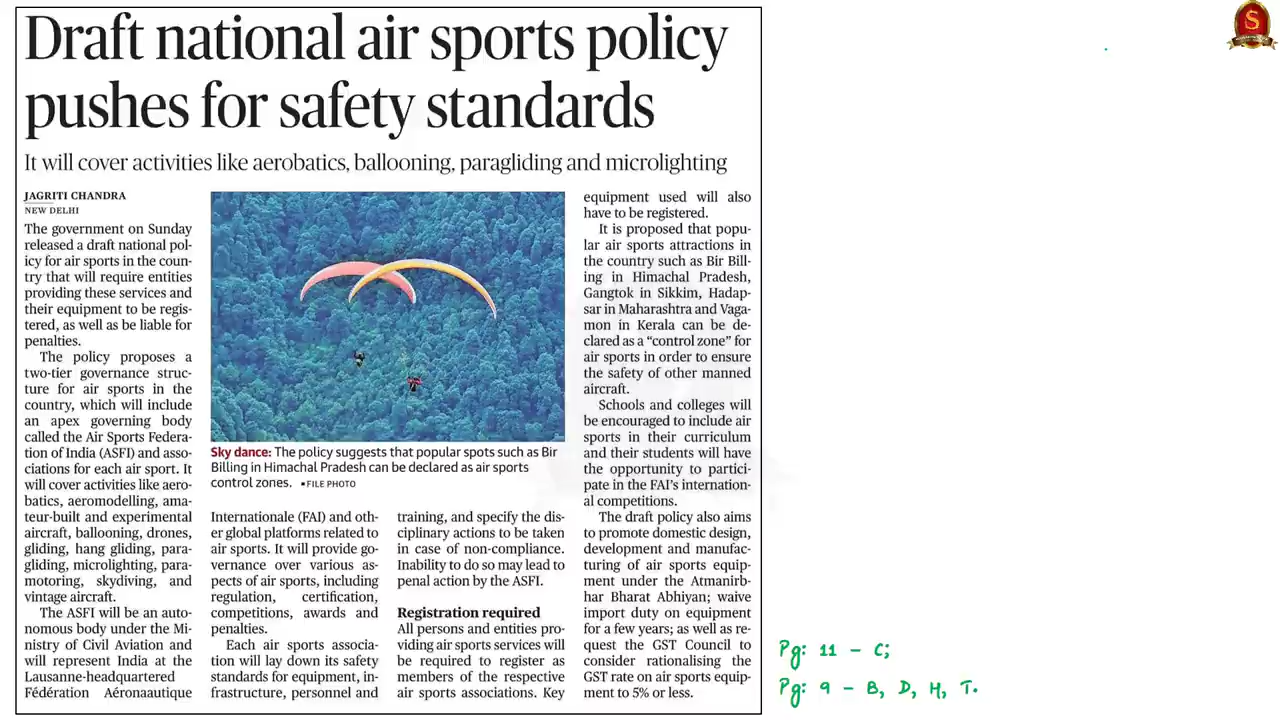 Draft national air sports policy
pushes for safety standards
It will cover activities like aerobatics, ballooning, paragliding and microlighting
JAGRITI CHANDRA
NEW DELHI
The government on Sunday
released a draft national pol-
icy for air sports in the coun-
try that will require entities
providing these services and
their equipment to be regis-
tered, as well as be liable for
penalties.
The policy proposes a
two-tier governance struc-
ture for air sports in the
country, which will include
an apex governing body
called the Air Sports Federa-
tion of India (ASFI) and asso-
ciations for each air sport. It
will cover activities like aero-
batics, aeromodelling, ama-
teur-built and experimental
aircraft, ballooning, drones,
gliding, hang gliding, para-
gliding, microlighting, para-
motoring, skydiving, and
vintage aircraft.
The ASFI will be an auto-
nomous body under the Mi-
nistry of Civil Aviation and
will represent India at the
Lausanne-headquartered
Fédération Aéronaautique
Sky dance: The policy suggests that popular spots such as Bir
Billing in Himachal Pradesh can be declared as air sports
control zones. ▪FILE PHOTO
Internationale (FAI) and oth-
er global platforms related to
air sports. It will provide go-
vernance over various as-
pects of air sports, including
regulation, certification,
competitions, awards and
penalties.
Each air sports associa-
tion will lay down its safety
standards for equipment, in-
frastructure, personnel and
training, and specify the dis-
ciplinary actions to be taken
in case of non-compliance.
Inability to do so may lead to
penal action by the ASFI.
Registration required
All persons and entities pro-
viding air sports services will
be required to register as
members of the respective
air sports associations. Key
equipment used will also
have to be registered.
It is proposed that popu-
lar air sports attractions in
the country such as Bir Bill-
ing in Himachal Pradesh,
Gangtok in Sikkim, Hadap-
sar in Maharashtra and Vaga-
mon in Kerala can be de-
clared as a “control zone” for
air sports in order to ensure
the safety of other manned
aircraft.
Schools and colleges will
be encouraged to include air
sports in their curriculum
and their students will have
the opportunity to partici-
pate in the FAI’s internation-
al competitions.
The draft policy also aims
to promote domestic design,
development and manufac-
turing of air sports equip-
ment under the Atmanirb-
har Bharat Abhiyan; waive
import duty on equipment
for a few years; as well as re-
quest the GST Council to
consider rationalising the
GST rate on air sports equip-
ment to 5% or less.
Pg: 11 - C;
Pg: 9 - B, D, H, T.
S